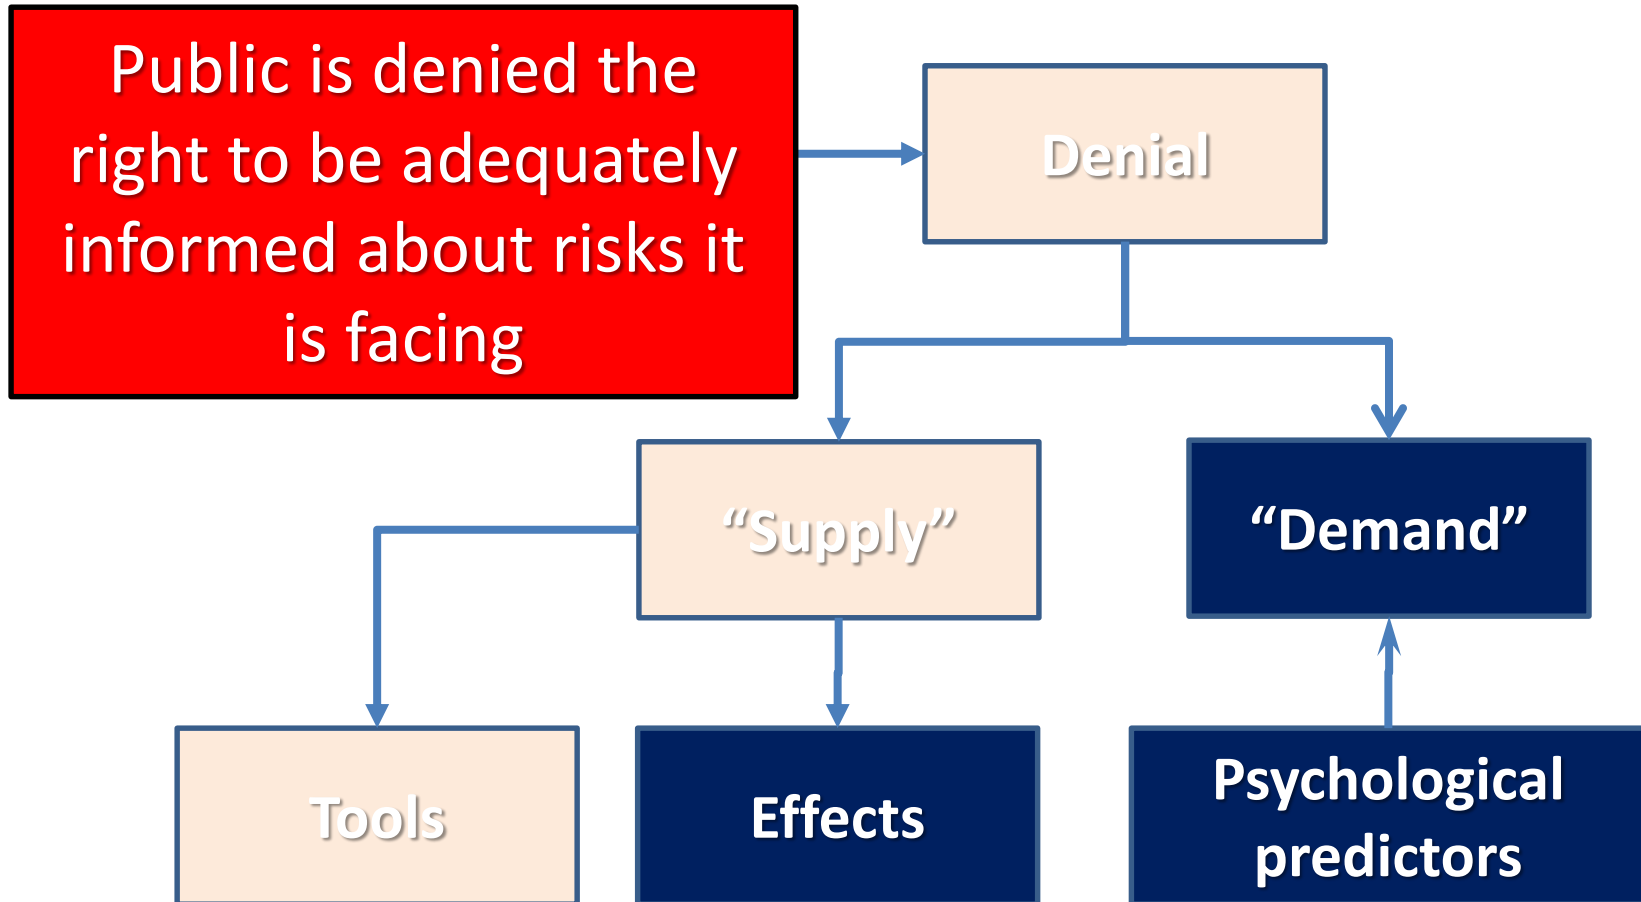 Public is denied the
right to be adequately
informed about risks it
is facing
Denial
“Supply”
“Demand”
Tools
Effects
Psychological
predictors